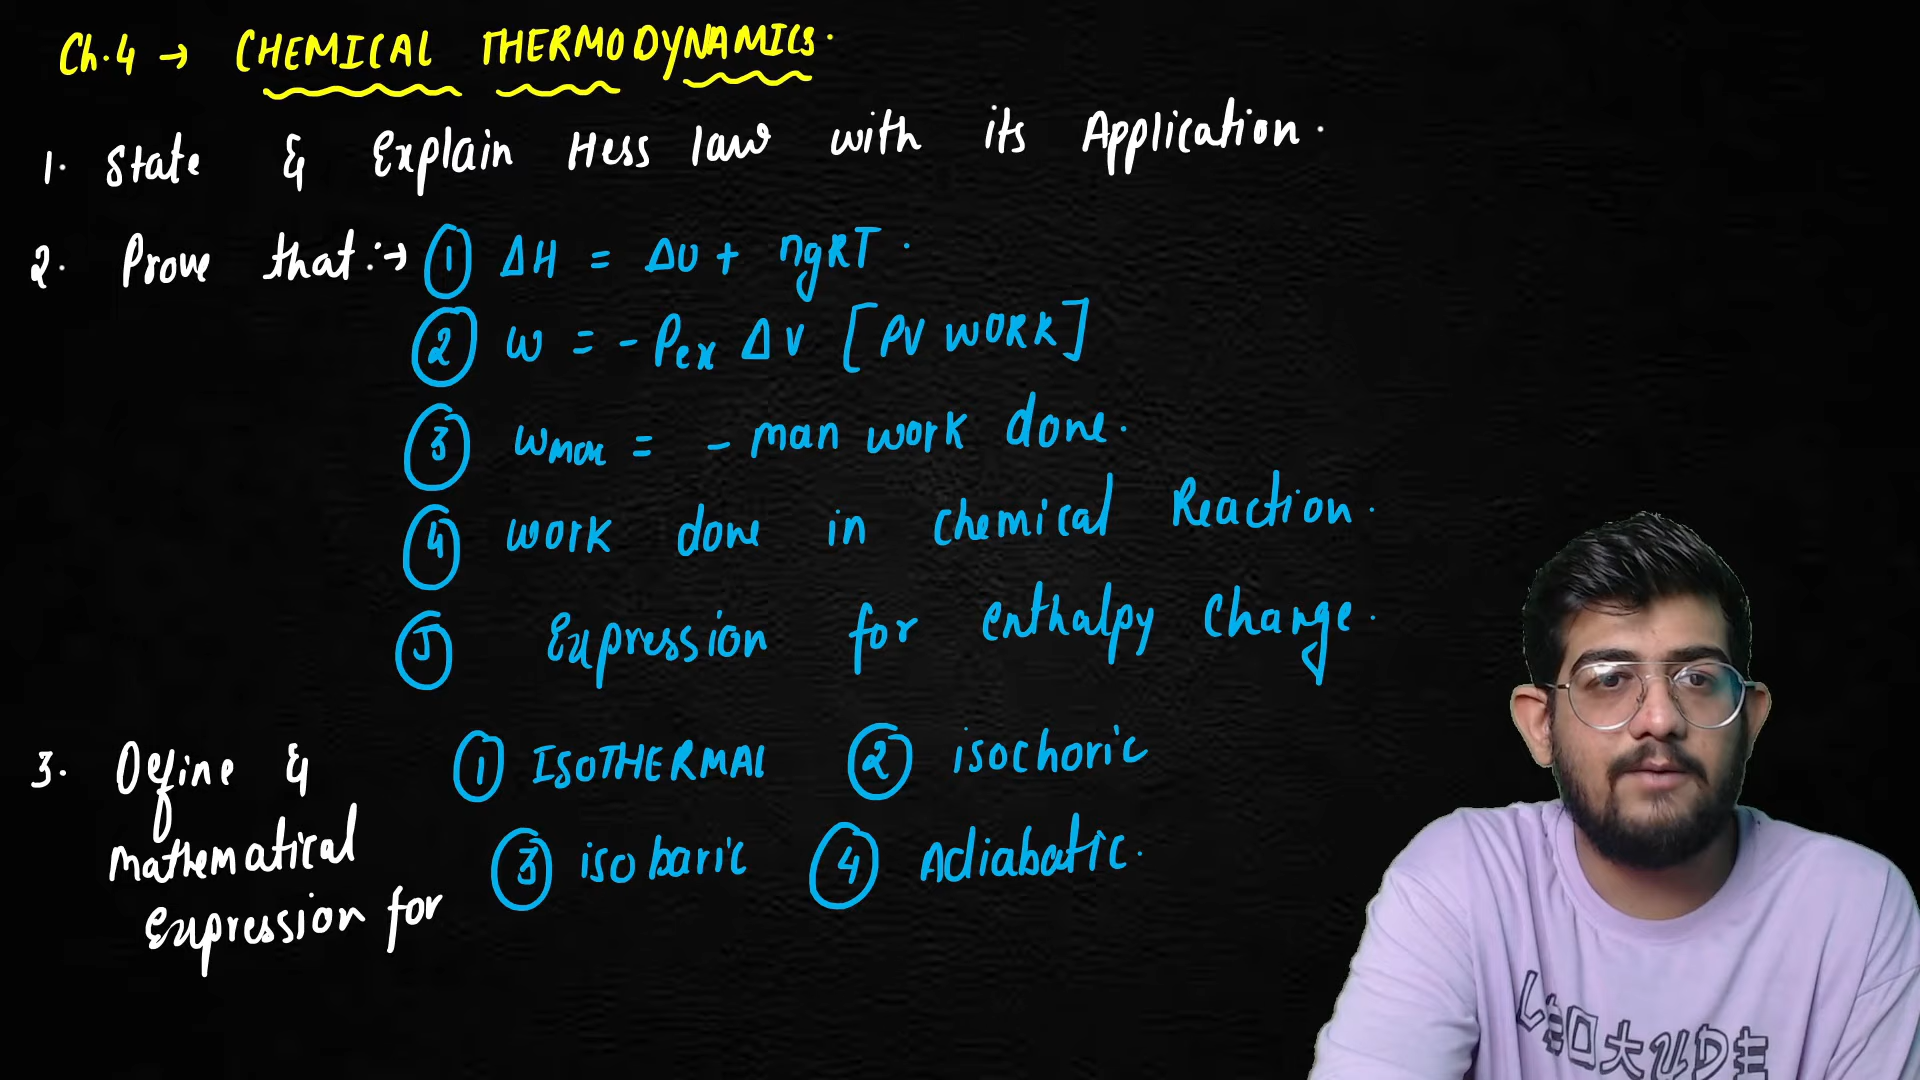 Ch.4 → CHEMICAL THERMODYNAMICS.
1. State & Explain Hess law with its Application.
2. Prove that :→ ① ΔH = ΔU + ngRT.
② W = - Pex ΔV [PV WORK]
③ Wmax = - max work done.
④ work done in chemical Reaction.
⑤ Expression for enthalpy change.
3. Define & ① ISOTHERMAL ② isochoric
Mathematical ③ isobaric ④ Adiabatic.
Expression for
LEOXUDE